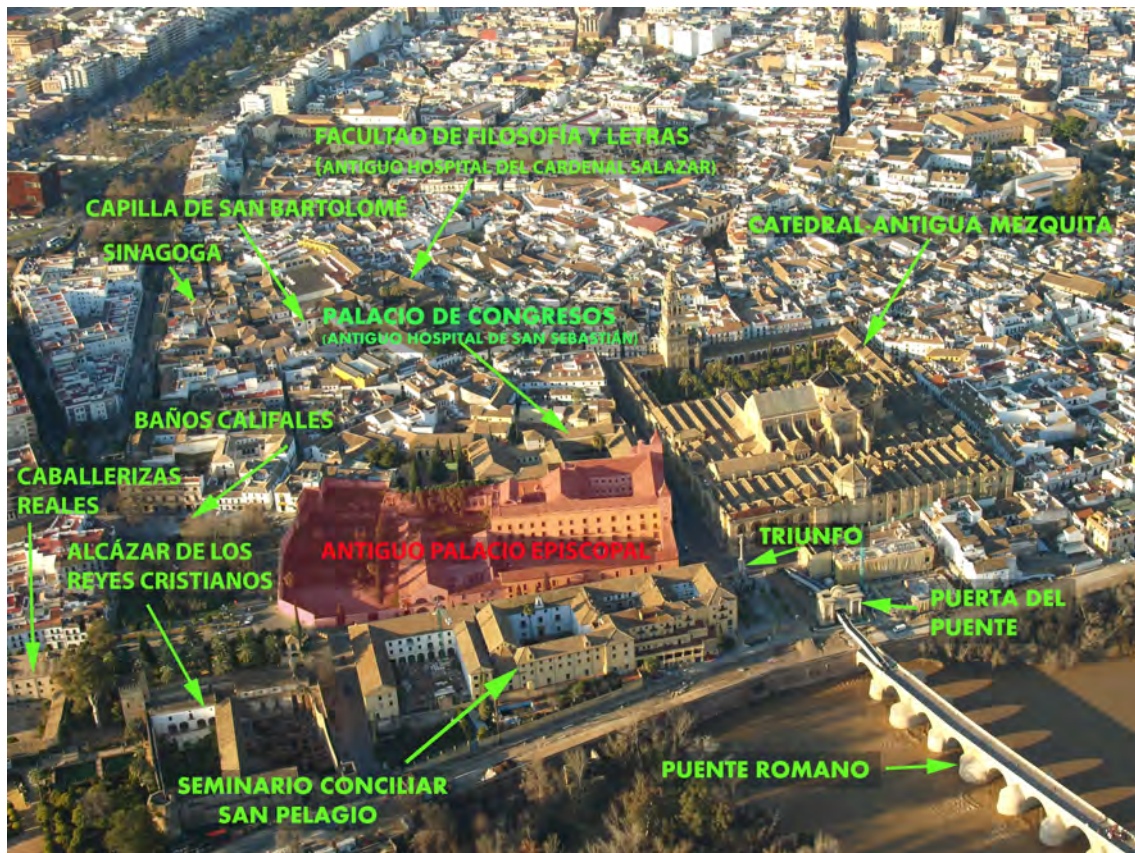 FACULTAD DE FILOSOFÍA Y LETRAS
(ANTIGUO HOSPITAL DEL CARDENAL SALAZAR)
CAPILLA DE SAN BARTOLOMÉ
CATEDRAL-ANTIGUA MEZQUITA
SINAGOGA
PALACIO DE CONGRESOS
(ANTIGUO HOSPITAL DE SAN SEBASTIÁN)
BAÑOS CALIFALES
CABALLERIZAS
REALES
ALCÁZAR DE LOS
REYES CRISTIANOS
ANTIGUO PALACIO EPISCOPAL
TRIUNFO
PUERTA DEL
PUENTE
PUENTE ROMANO
SEMINARIO CONCILIAR
SAN PELAGIO